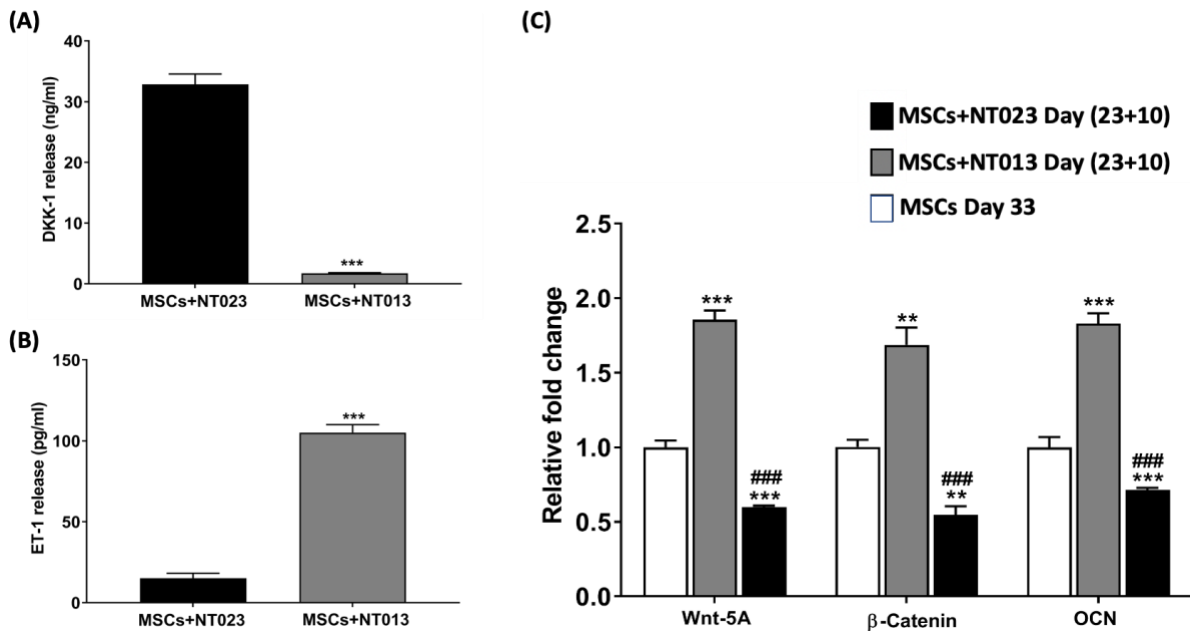 (A)
40
30
20
10
0
DKK-1 release (ng/ml)
***
MSCs+NT023 MSCs+NT013
(B)
150
100
50
0
ET-1 release (pg/ml)
***
MSCs+NT023 MSCs+NT013
(C)
MSCs+NT023 Day (23+10)
MSCs+NT013 Day (23+10)
MSCs Day 33
2.5
2.0
1.5
1.0
0.5
0.0
Relative fold change
*** ** ***
### ### ###
*** ** ***
Wnt-5A β-Catenin OCN